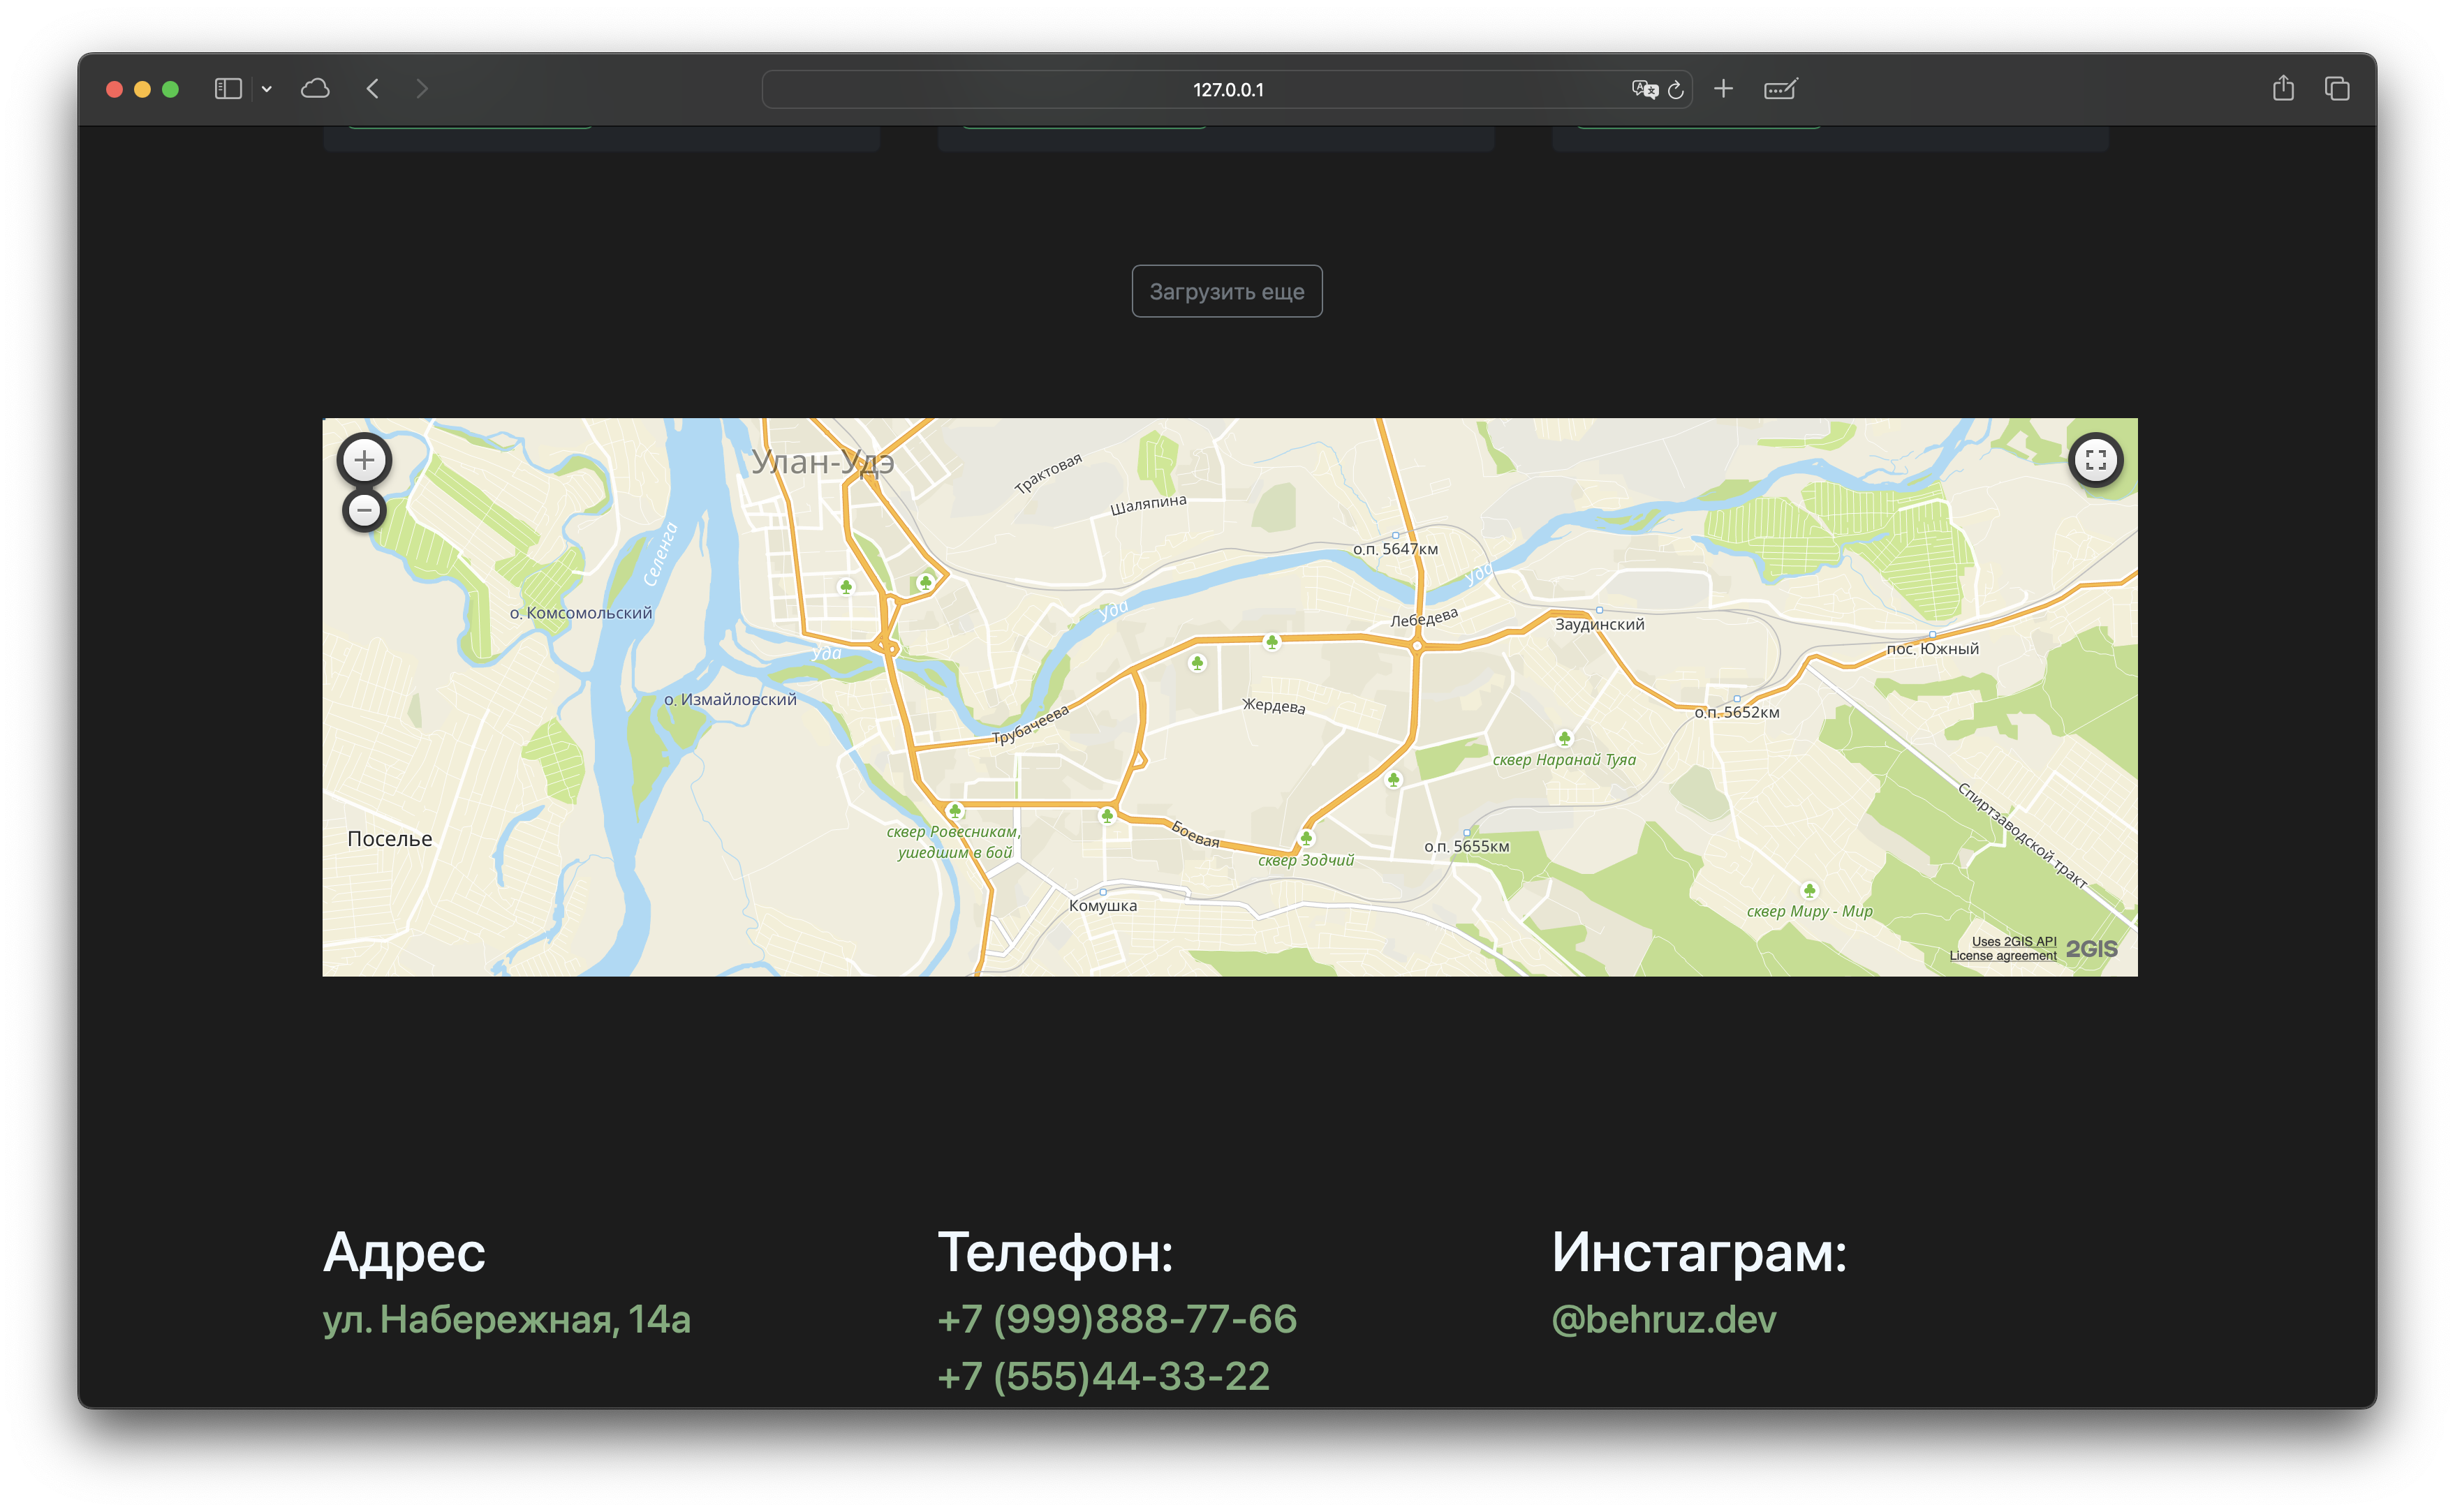 127.0.0.1
Загрузить еще
Улан-Удэ
Трактовая
Шаляпина
о.п. 5647км
Селенга
Уда
Уда
о. Комсомольский
Лебедева
Заудинский
Уда
пос. Южный
о. Измайловский
Жердева
о.п. 5652км
Трубачеева
сквер Наранай Туяа
Спиртзаводской тракт
Поселье
сквер Ровесникам,
ушедшим в бой
Боевая
сквер Зодчий
о.п. 5655км
Комушка
сквер Миру - Мир
Uses 2GIS API
License agreement
2GIS
Адрес
ул. Набережная, 14а
Телефон:
+7 (999)888-77-66
+7 (555)44-33-22
Инстаграм:
@behruz.dev